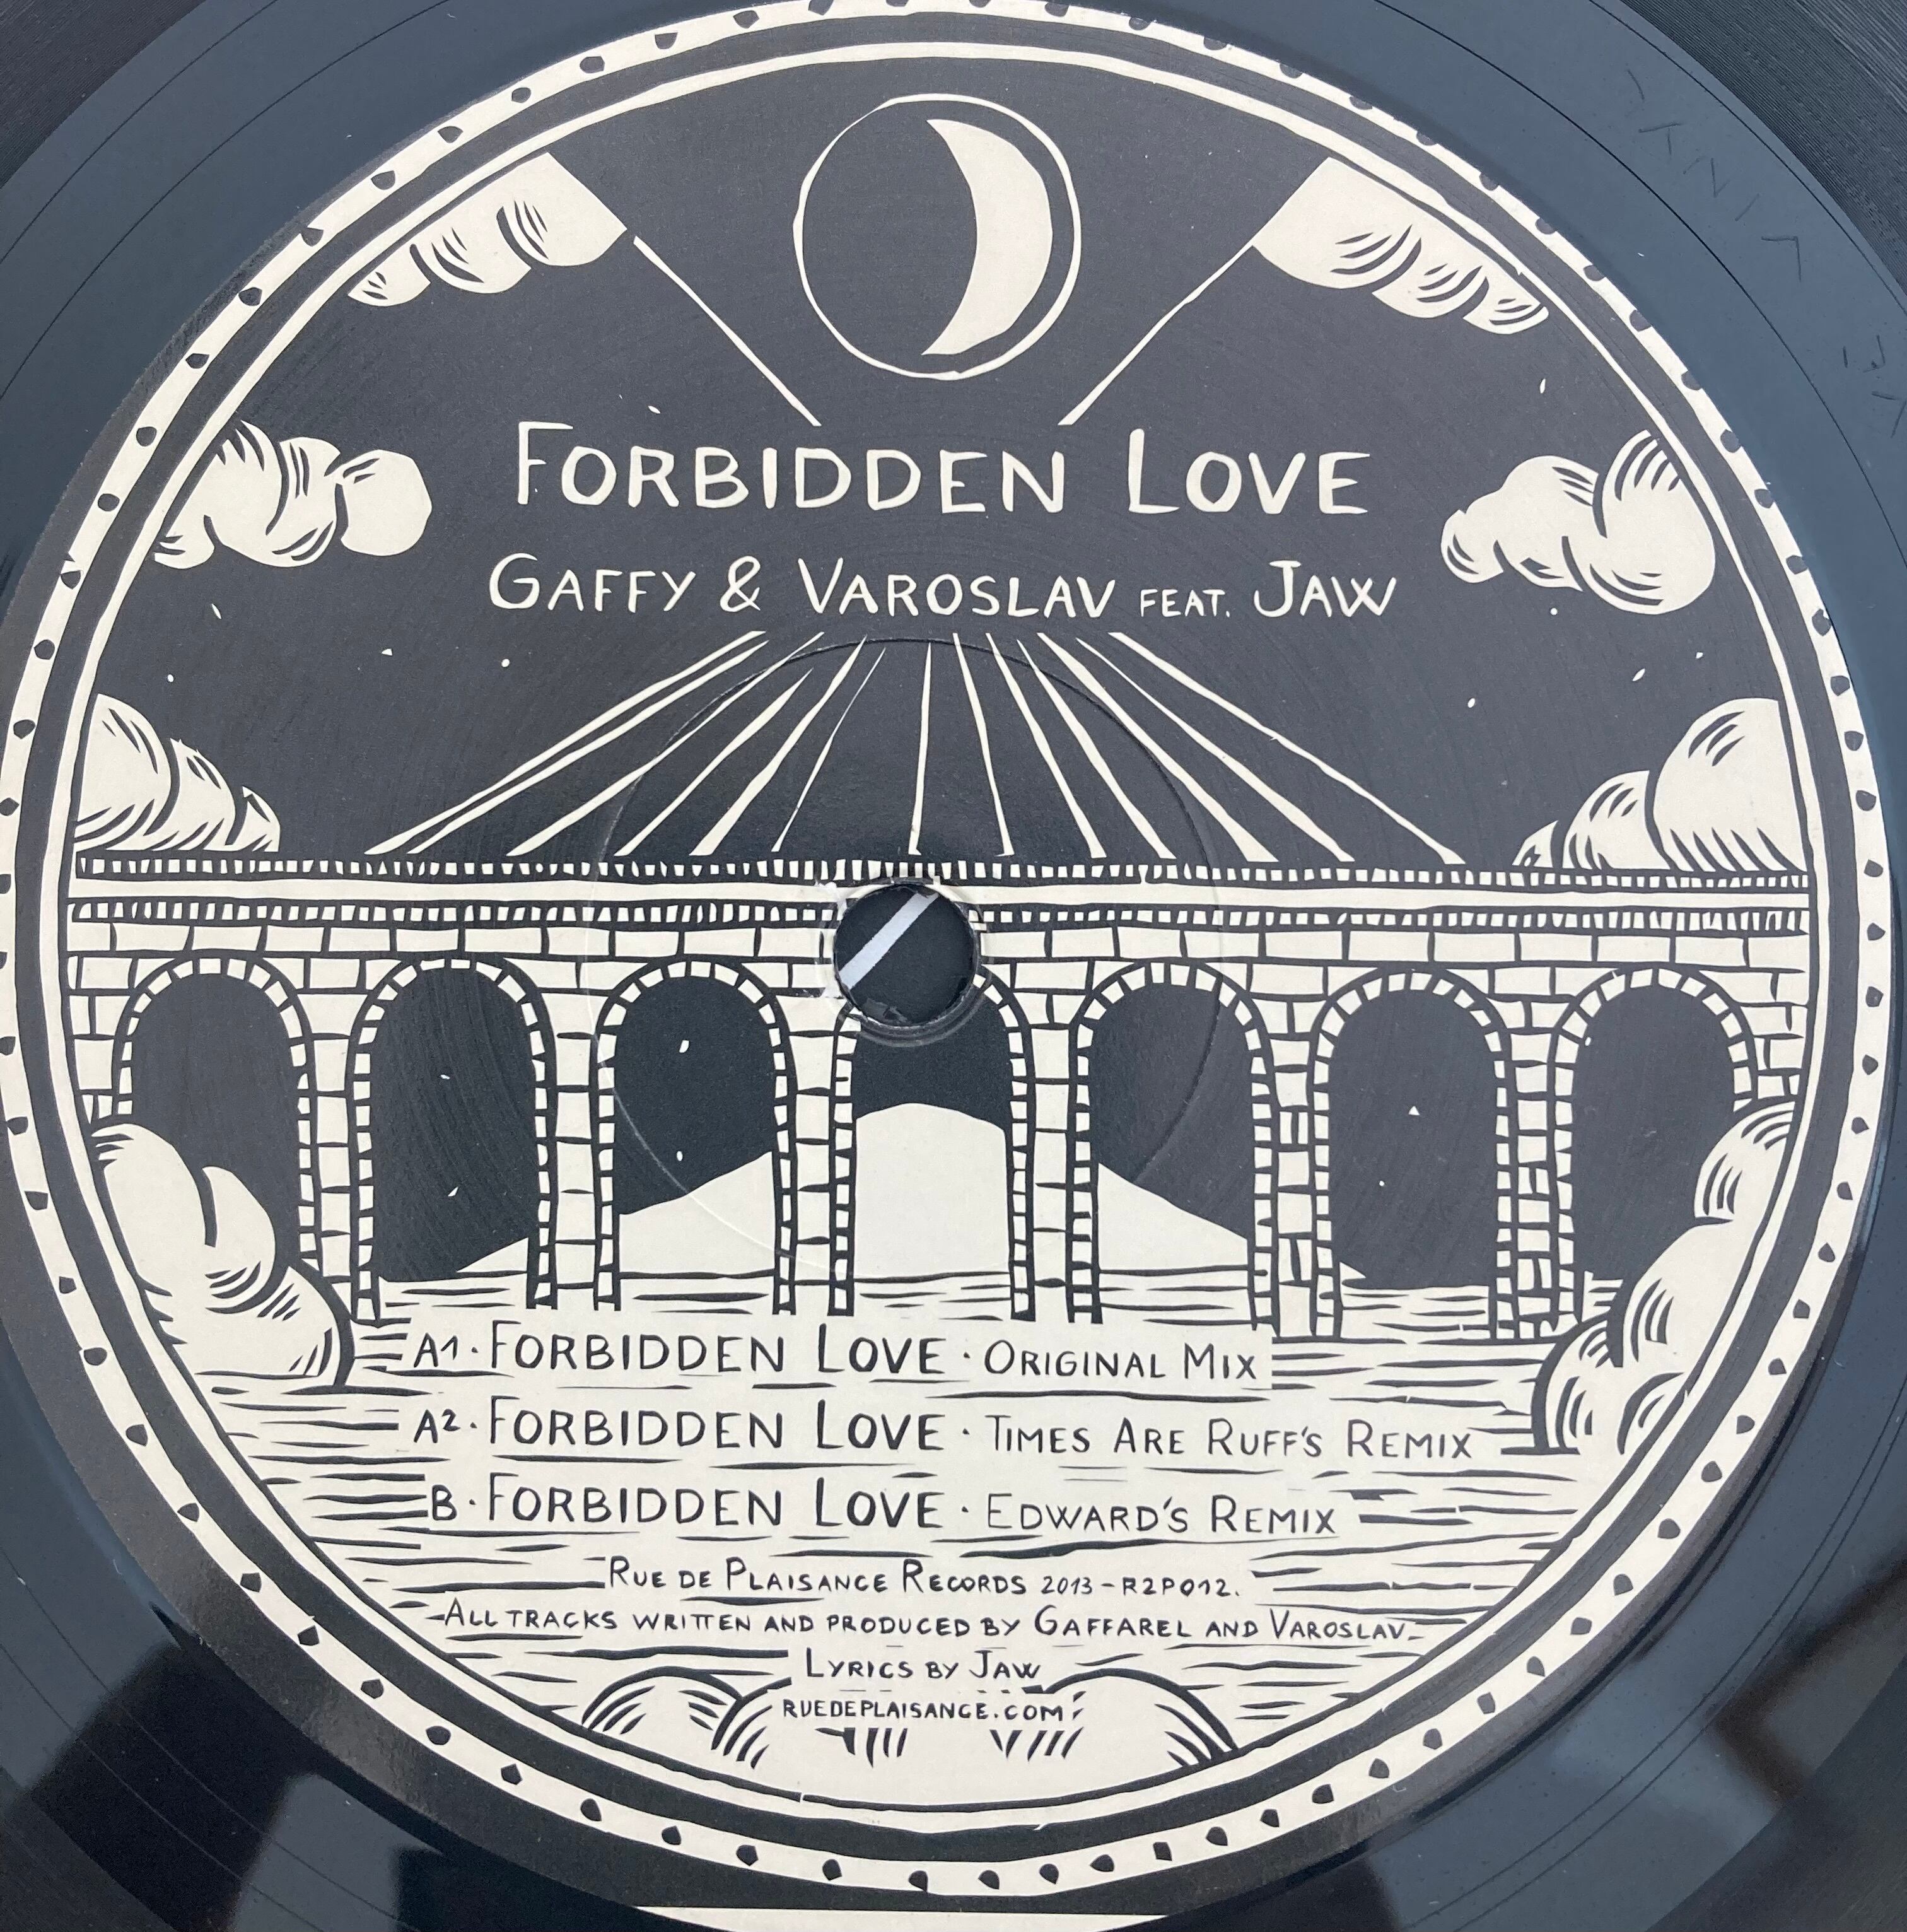 FORBIDDEN LOVE
GAFFY & VAROSLAV FEAT. JAW
A1 · FORBIDDEN LOVE · ORIGINAL MIX
A2 · FORBIDDEN LOVE · TIMES ARE RUFF'S REMIX
B · FORBIDDEN LOVE · EDWARD'S REMIX
RUE DE PLAISANCE RECORDS 2013 - R2P012.
ALL TRACKS WRITTEN AND PRODUCED BY GAFFAREL AND VAROSLAV
LYRICS BY JAW
RUEDEPLAISANCE.COM